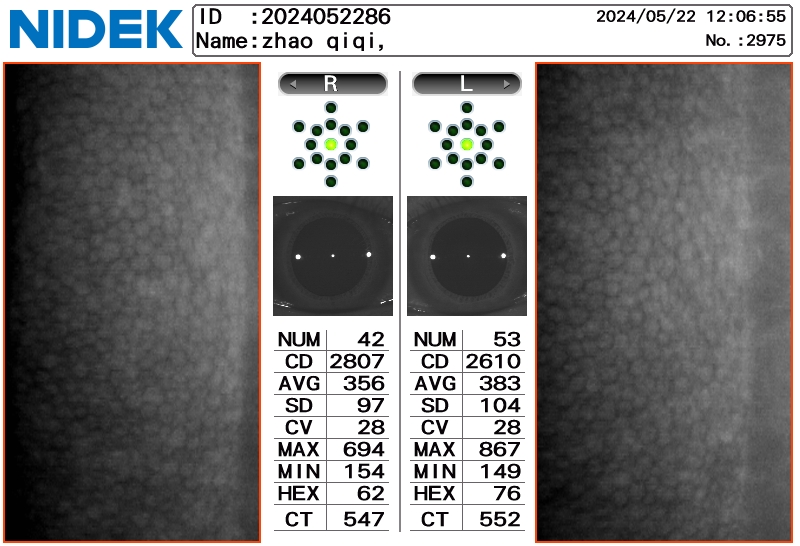 NIDEK
ID :2024052286
2024/05/22 12:06:55
Name:zhao qiqi,
No. :2975
R
L
NUM 42
CD 2807
AVG 356
SD 97
CV 28
MAX 694
MIN 154
HEX 62
CT 547
NUM 53
CD 2610
AVG 383
SD 104
CV 28
MAX 867
MIN 149
HEX 76
CT 552